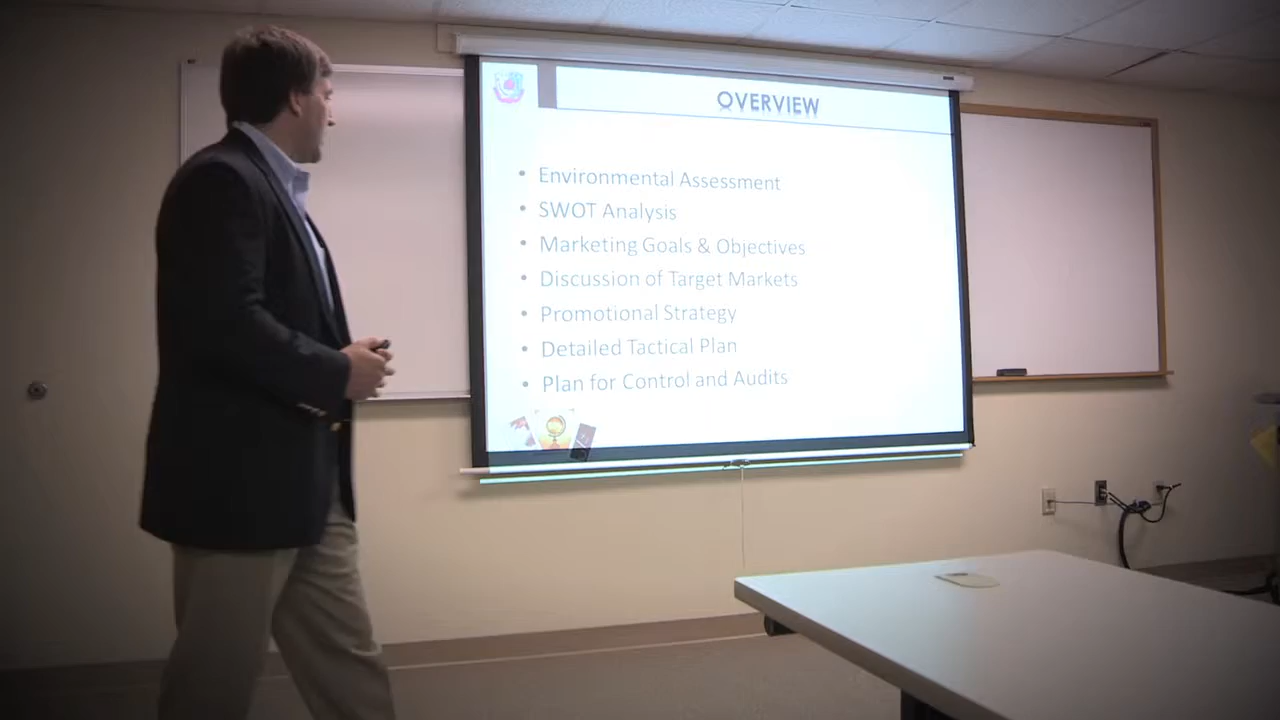 OVERVIEW
• Environmental Assessment
• SWOT Analysis
• Marketing Goals & Objectives
• Discussion of Target Markets
• Promotional Strategy
• Detailed Tactical Plan
• Plan for Control and Audits